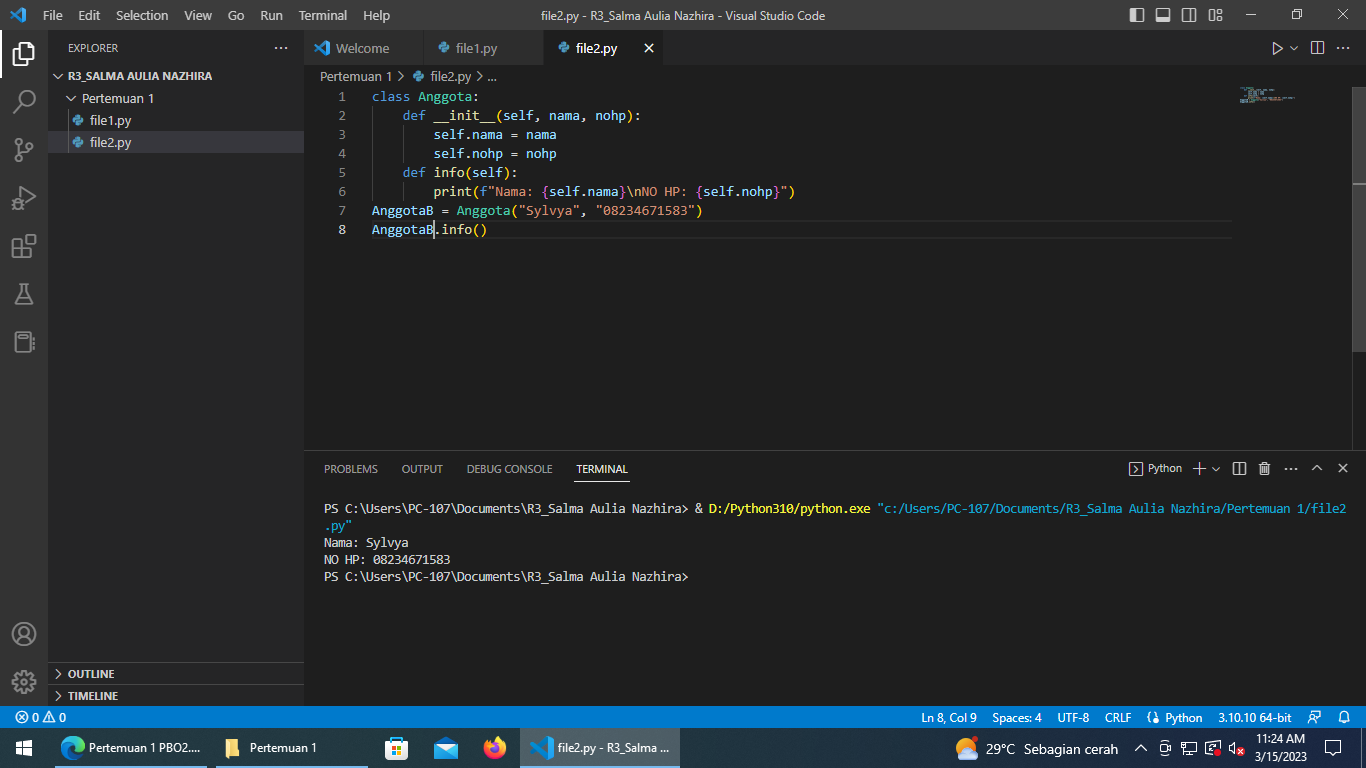 File Edit Selection View Go Run Terminal Help
file2.py - R3_Salma Aulia Nazhira - Visual Studio Code
EXPLORER
R3_SALMA AULIA NAZHIRA
Pertemuan 1
file1.py
file2.py
OUTLINE
TIMELINE
Welcome file1.py file2.py
Pertemuan 1 > file2.py > ...
1 class Anggota:
2 def __init__(self, nama, nohp):
3 self.nama = nama
4 self.nohp = nohp
5 def info(self):
6 print(f"Nama: {self.nama}\nNO HP: {self.nohp}")
7 AnggotaB = Anggota("Sylvya", "08234671583")
8 AnggotaB.info()
PROBLEMS OUTPUT DEBUG CONSOLE TERMINAL
Python
PS C:\Users\PC-107\Documents\R3_Salma Aulia Nazhira> & D:/Python310/python.exe "c:/Users/PC-107/Documents/R3_Salma Aulia Nazhira/Pertemuan 1/file2
.py"
Nama: Sylvya
NO HP: 08234671583
PS C:\Users\PC-107\Documents\R3_Salma Aulia Nazhira>
0 0
Ln 8, Col 9 Spaces: 4 UTF-8 CRLF Python 3.10.10 64-bit
Pertemuan 1 PBO2.... Pertemuan 1 file2.py - R3_Salma ...
29°C Sebagian cerah
11:24 AM
3/15/2023